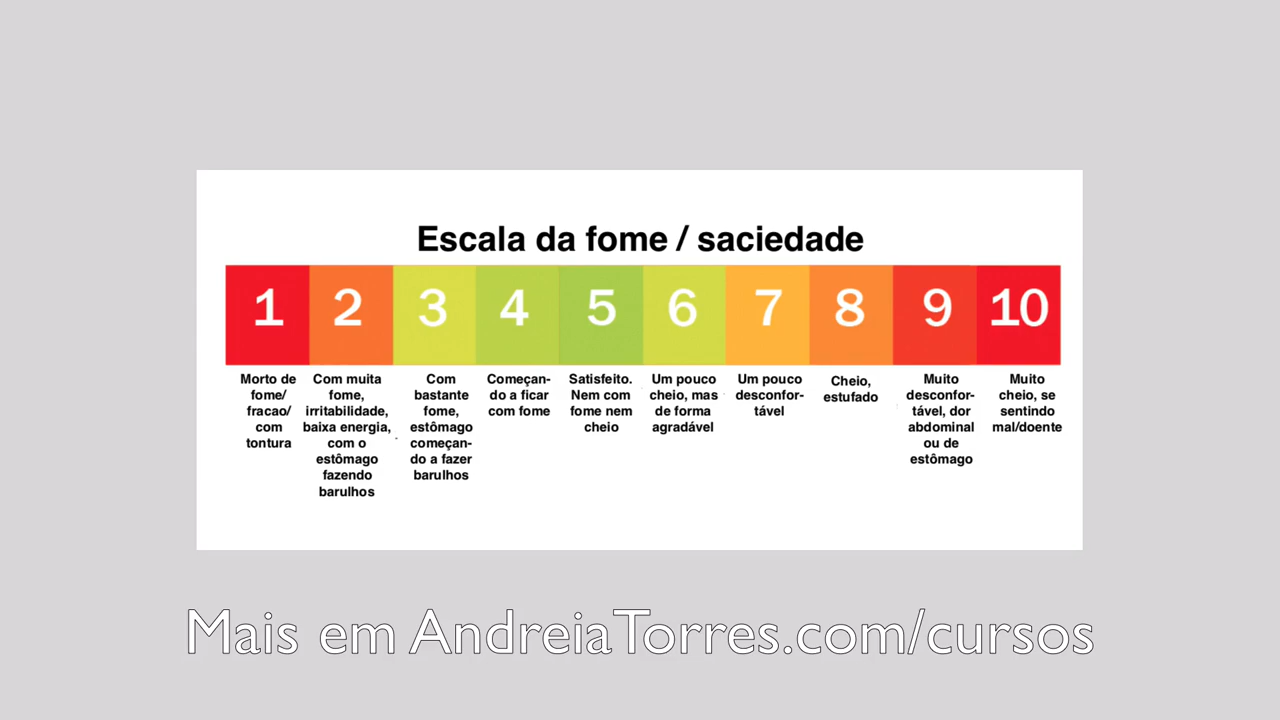 Escala da fome / saciedade
1 2 3 4 5 6 7 8 9 10
Morto de
fome/
fracao/
com
tontura
Com muita
fome,
irritabilidade,
baixa energia,
com o
estômago
fazendo
barulhos
Com
bastante
fome,
estômago
começan-
do a fazer
barulhos
Começan-
do a ficar
com fome
Satisfeito.
Nem com
fome nem
cheio
Um pouco
cheio, mas
de forma
agradável
Um pouco
desconfor-
tável
Cheio,
estufado
Muito
desconfor-
tável, dor
abdominal
ou de
estômago
Muito
cheio, se
sentindo
mal/doente
Mais em AndreiaTorres.com/cursos